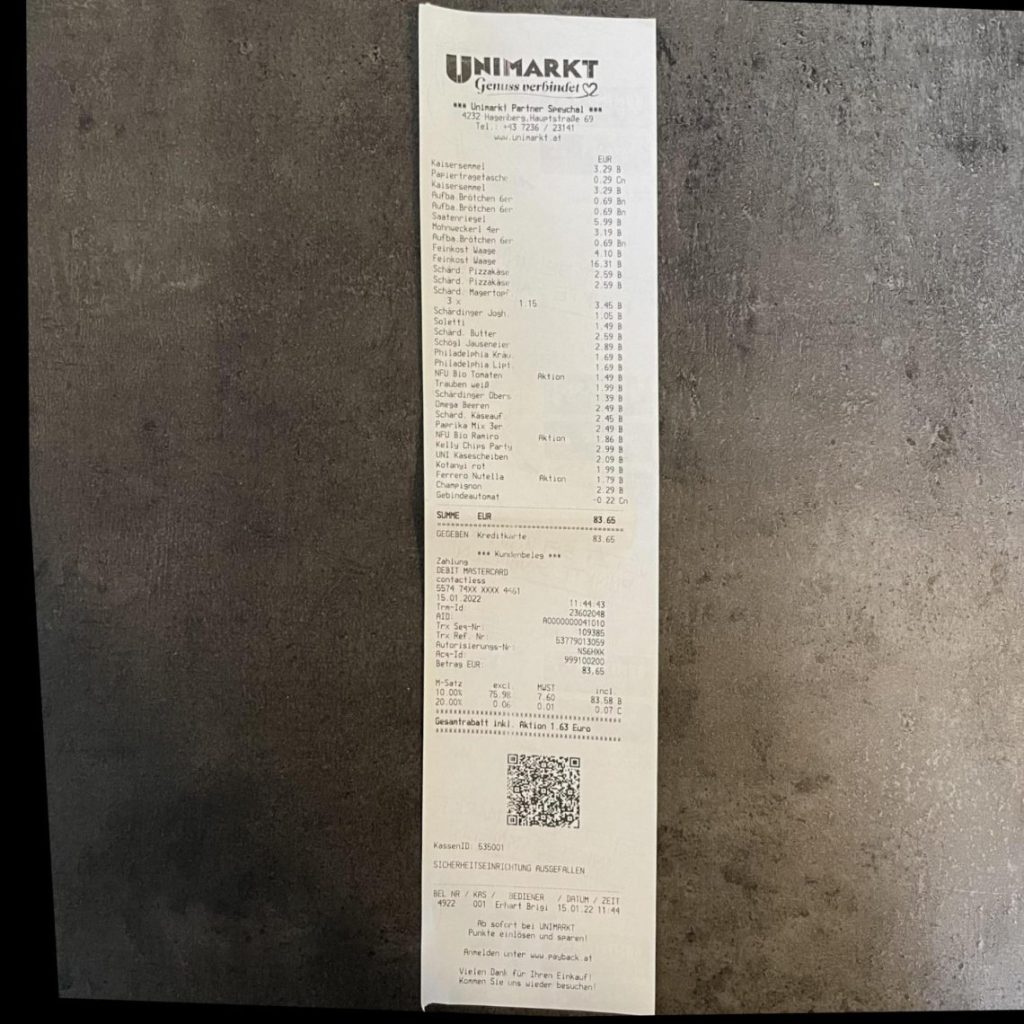 UNIMARKT
Genuss verbindet
*** Unimarkt Partner Speychal ***
4232 Hagenberg,Hauptstraße 69
Tel.: +43 7236 / 23141
www.unimarkt.at
EUR
Kaisersemmel 3.29 B
Papiertragetasche 0.29 Cn
Kaisersemmel 3.29 B
Aufba.Brötchen 6er 0.69 Bn
Aufba.Brötchen 6er 0.69 Bn
Saatenriegel 5.99 B
Mohnweckerl 4er 3.19 B
Aufba.Brötchen 6er 0.69 Bn
Feinkost Waage 4.10 B
Feinkost Waage 16.31 B
Schärd. Pizzakäse 2.59 B
Schärd. Pizzakäse 2.59 B
Schärd. Magertopf.
3 x 1.15 3.45 B
Schärdinger Jogh. 1.05 B
Soletti 1.49 B
Schärd. Butter 2.59 B
Schögl Jauseneier 2.89 B
Philadelphia Kräu. 1.69 B
Philadelphia Lipt. 1.69 B
NFU Bio Tomaten Aktion 1.49 B
Trauben weiß 1.99 B
Schärdinger Obers 1.39 B
Omega Beeren 2.49 B
Schärd. Käseauf. 2.45 B
Paprika Mix 3er 2.49 B
NFU Bio Ramiro Aktion 1.86 B
Kelly Chips Party 2.99 B
UNI Käsescheiben 2.09 B
Kotanyi rot 1.99 B
Ferrero Nutella Aktion 1.79 B
Champignon 2.29 B
Gebindeautomat -0.22 Cn
SUMME EUR 83.65
GEGEBEN Kreditkarte 83.65
*** Kundenbeleg ***
Zahlung
DEBIT MASTERCARD
contactless
5574 74XX XXXX 4461
15.01.2022 11:44:43
Trm-Id: 23602048
AID: A0000000041010
Trx Seq-Nr: 109385
Trx Ref. Nr: 53779013059
Autorisierungs-Nr: NS6HXK
Acq-Id: 999100200
Betrag EUR: 83,65
M-Satz excl. MWST incl.
10.00% 75.98 7.60 83.58 B
20.00% 0.06 0.01 0.07 C
Gesamtrabatt inkl. Aktion 1.63 Euro
KassenID: 535001
SICHERHEITSEINRICHTUNG AUSGEFALLEN
BEL NR / KAS / BEDIENER / DATUM / ZEIT
4922 001 Erhart Brigi 15.01.22 11:44
Ab sofort bei UNIMARKT
Punkte einlösen und sparen!
Anmelden unter www.payback.at
Vielen Dank für Ihren Einkauf!
Kommen Sie uns wieder besuchen!